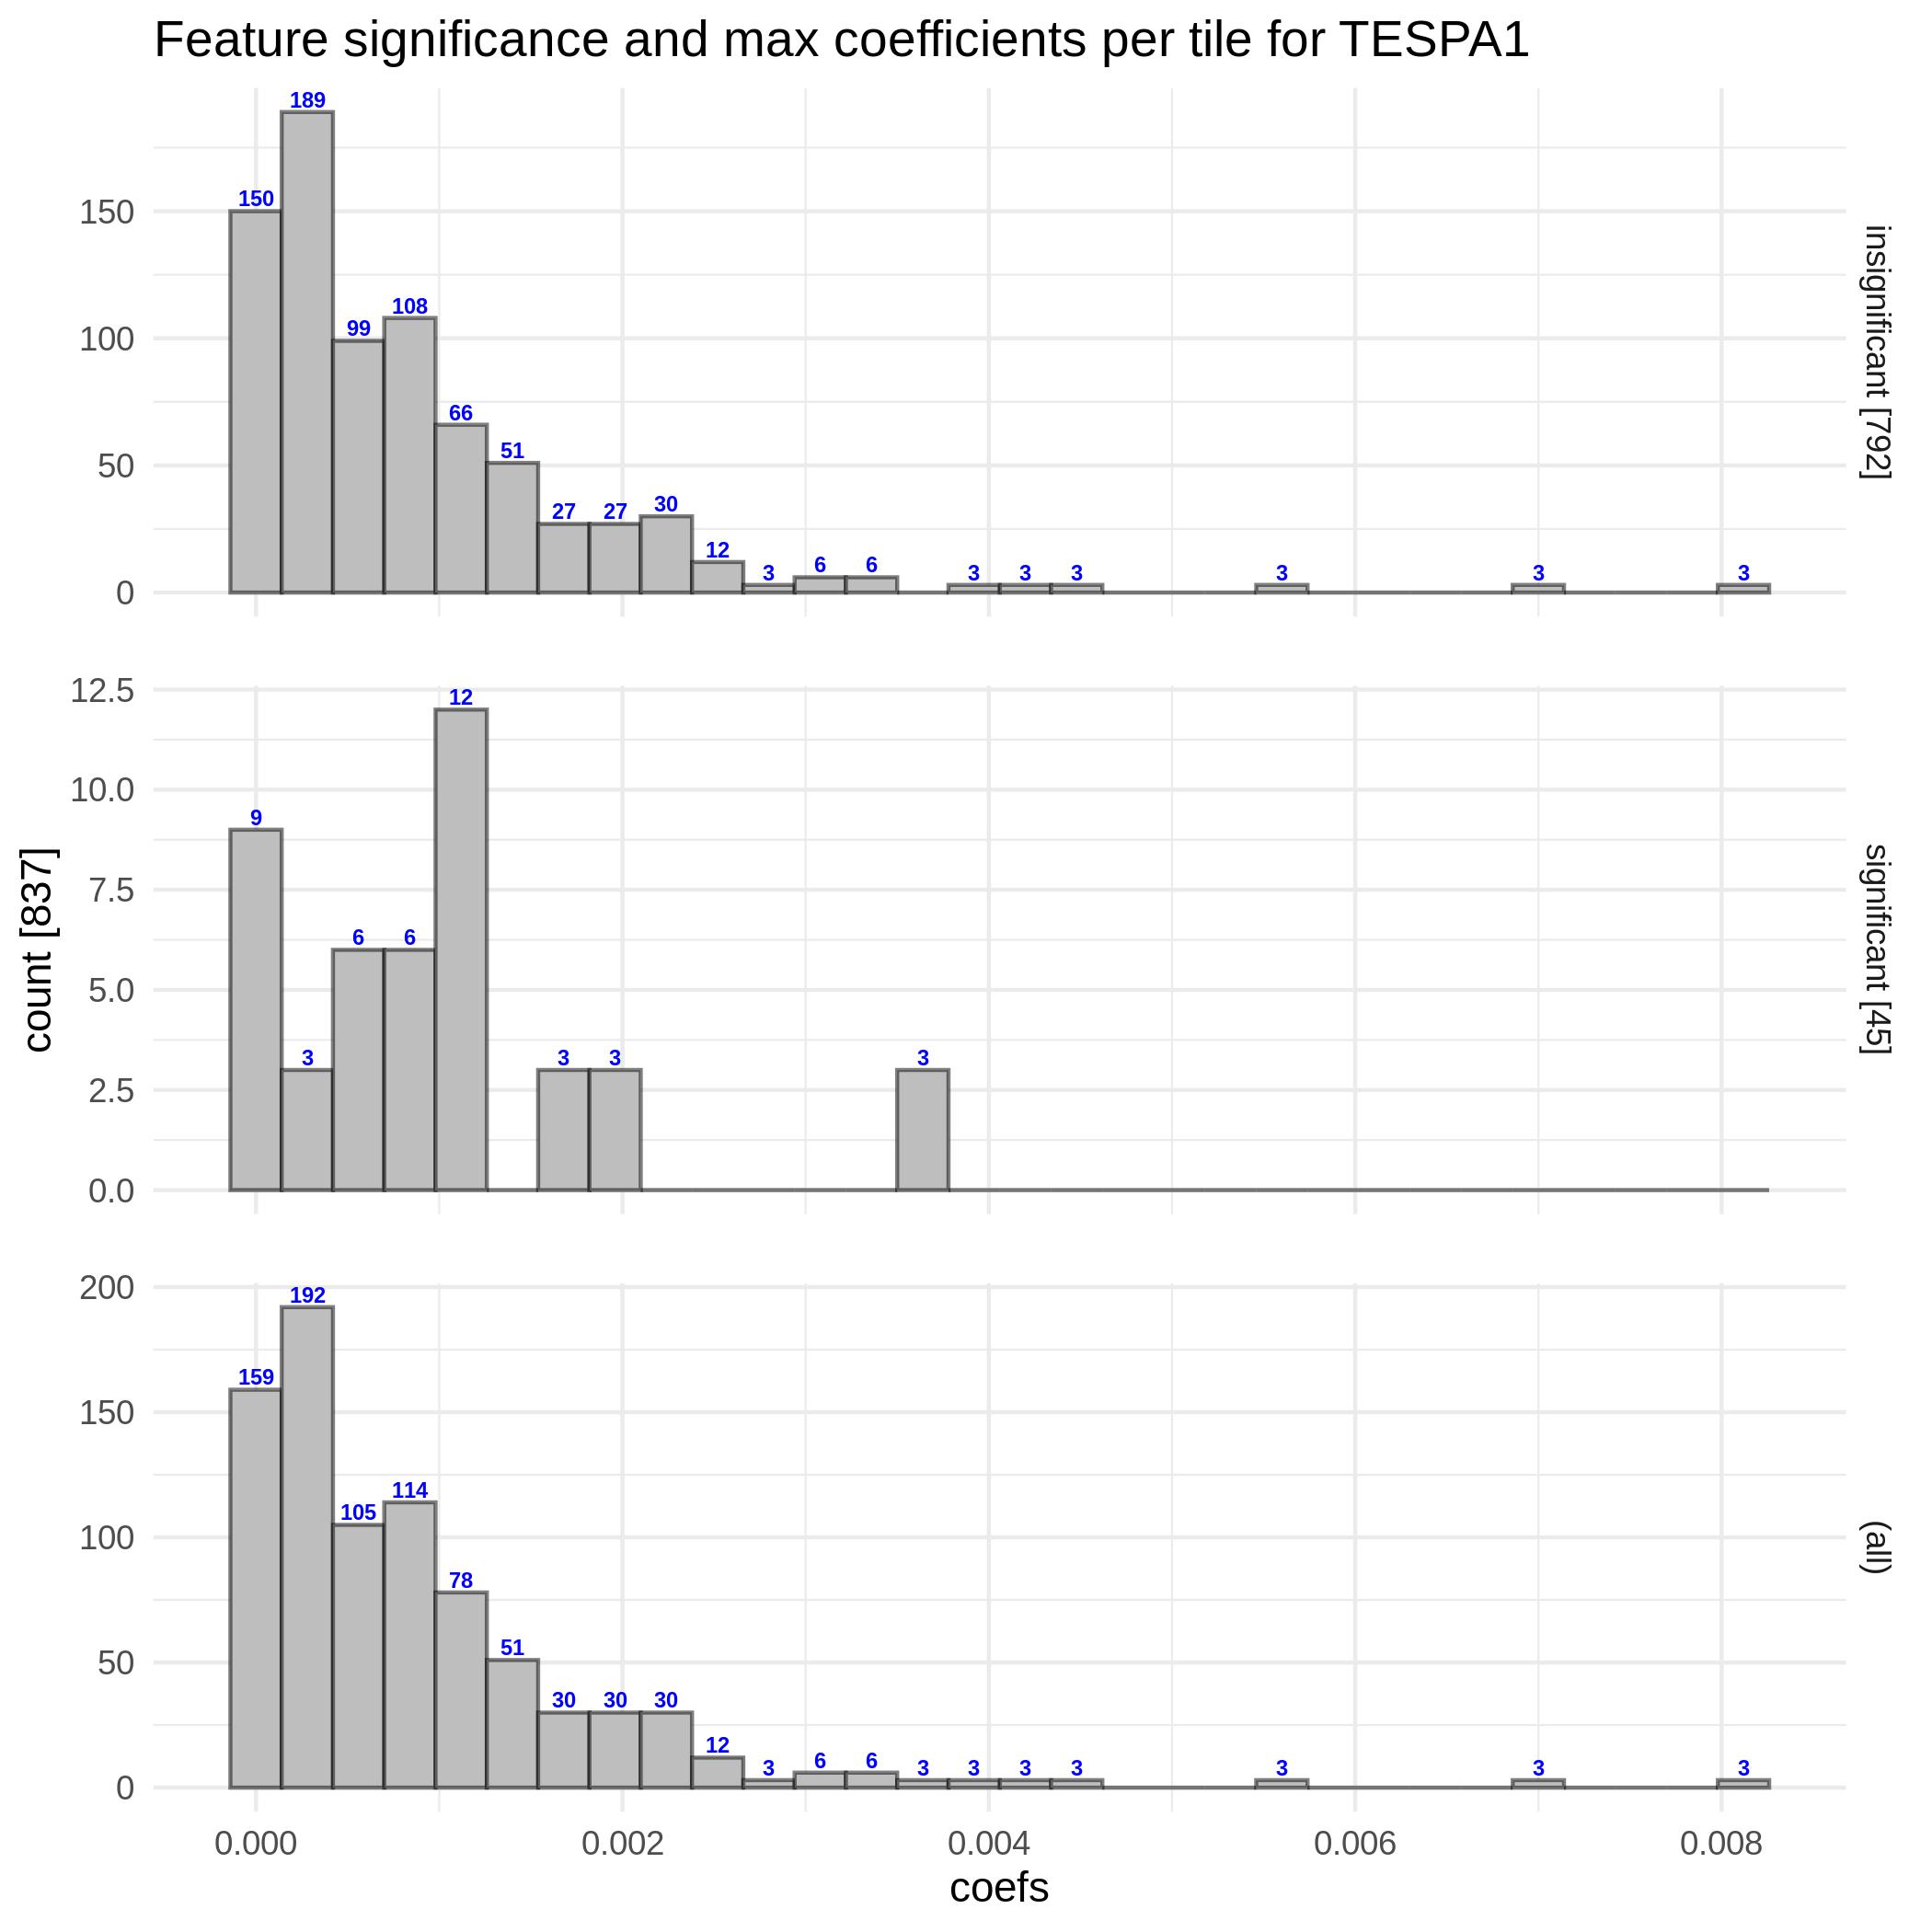 Feature significance and max coefficients per tile for TESPA1
189
150
150
108
99
100
66
51
50
27 27 30
12
3 6 6 3 3 3 3 3 3
0
insignificant [792]
12.5
12
10.0
9
7.5
6 6
5.0
3 3 3 3
2.5
0.0
significant [45]
count [837]
200
192
159
150
114
105
100
78
51
50
30 30 30
12
3 6 6 3 3 3 3 3 3 3
0
(all)
0.000 0.002 0.004 0.006 0.008
coefs